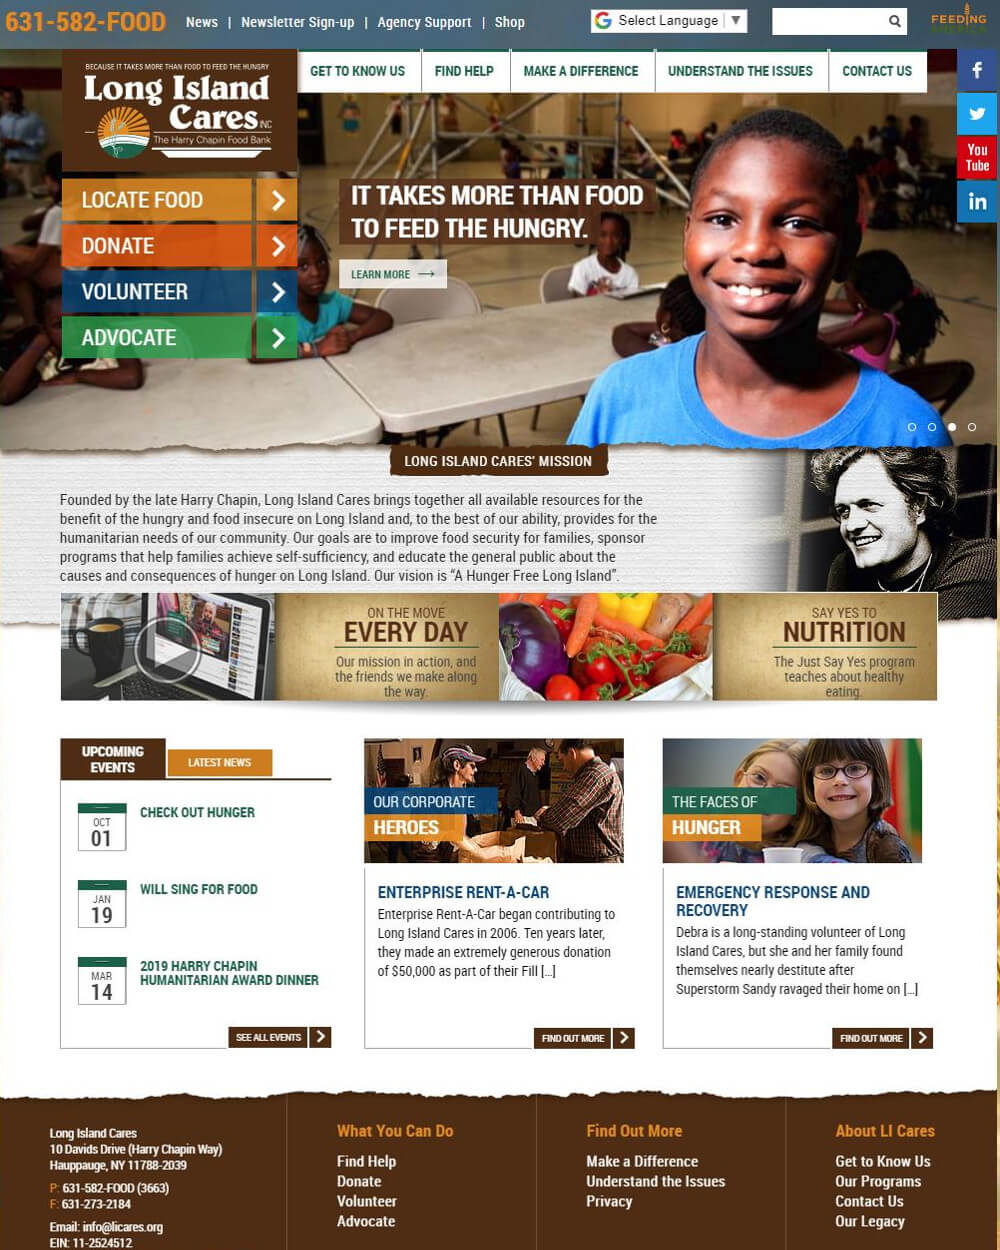 631-582-FOOD
News | Newsletter Sign-up | Agency Support | Shop
Select Language
FEEDING
AMERICA
BECAUSE IT TAKES MORE THAN FOOD TO FEED THE HUNGRY
Long Island
Cares INC
The Harry Chapin Food Bank
GET TO KNOW US
FIND HELP
MAKE A DIFFERENCE
UNDERSTAND THE ISSUES
CONTACT US
You
Tube
in
LOCATE FOOD
DONATE
VOLUNTEER
ADVOCATE
IT TAKES MORE THAN FOOD
TO FEED THE HUNGRY.
LEARN MORE
LONG ISLAND CARES' MISSION
Founded by the late Harry Chapin, Long Island Cares brings together all available resources for the
benefit of the hungry and food insecure on Long Island and, to the best of our ability, provides for the
humanitarian needs of our community. Our goals are to improve food security for families, sponsor
programs that help families achieve self-sufficiency, and educate the general public about the
causes and consequences of hunger on Long Island. Our vision is “A Hunger Free Long Island”.
ON THE MOVE
EVERY DAY
Our mission in action, and
the friends we make along
the way.
SAY YES TO
NUTRITION
The Just Say Yes program
teaches about healthy
eating.
UPCOMING
EVENTS
LATEST NEWS
OCT
01
CHECK OUT HUNGER
JAN
19
WILL SING FOR FOOD
MAR
14
2019 HARRY CHAPIN
HUMANITARIAN AWARD DINNER
SEE ALL EVENTS
OUR CORPORATE
HEROES
ENTERPRISE RENT-A-CAR
Enterprise Rent-A-Car began contributing to
Long Island Cares in 2006. Ten years later,
they made an extremely generous donation
of $50,000 as part of their Fill [...]
FIND OUT MORE
THE FACES OF
HUNGER
EMERGENCY RESPONSE AND
RECOVERY
Debra is a long-standing volunteer of Long
Island Cares, but she and her family found
themselves nearly destitute after
Superstorm Sandy ravaged their home on [...]
FIND OUT MORE
Long Island Cares
10 Davids Drive (Harry Chapin Way)
Hauppauge, NY 11788-2039
P: 631-582-FOOD (3663)
F: 631-273-2184
Email: info@licares.org
EIN: 11-2524512
What You Can Do
Find Help
Donate
Volunteer
Advocate
Find Out More
Make a Difference
Understand the Issues
Privacy
About LI Cares
Get to Know Us
Our Programs
Contact Us
Our Legacy